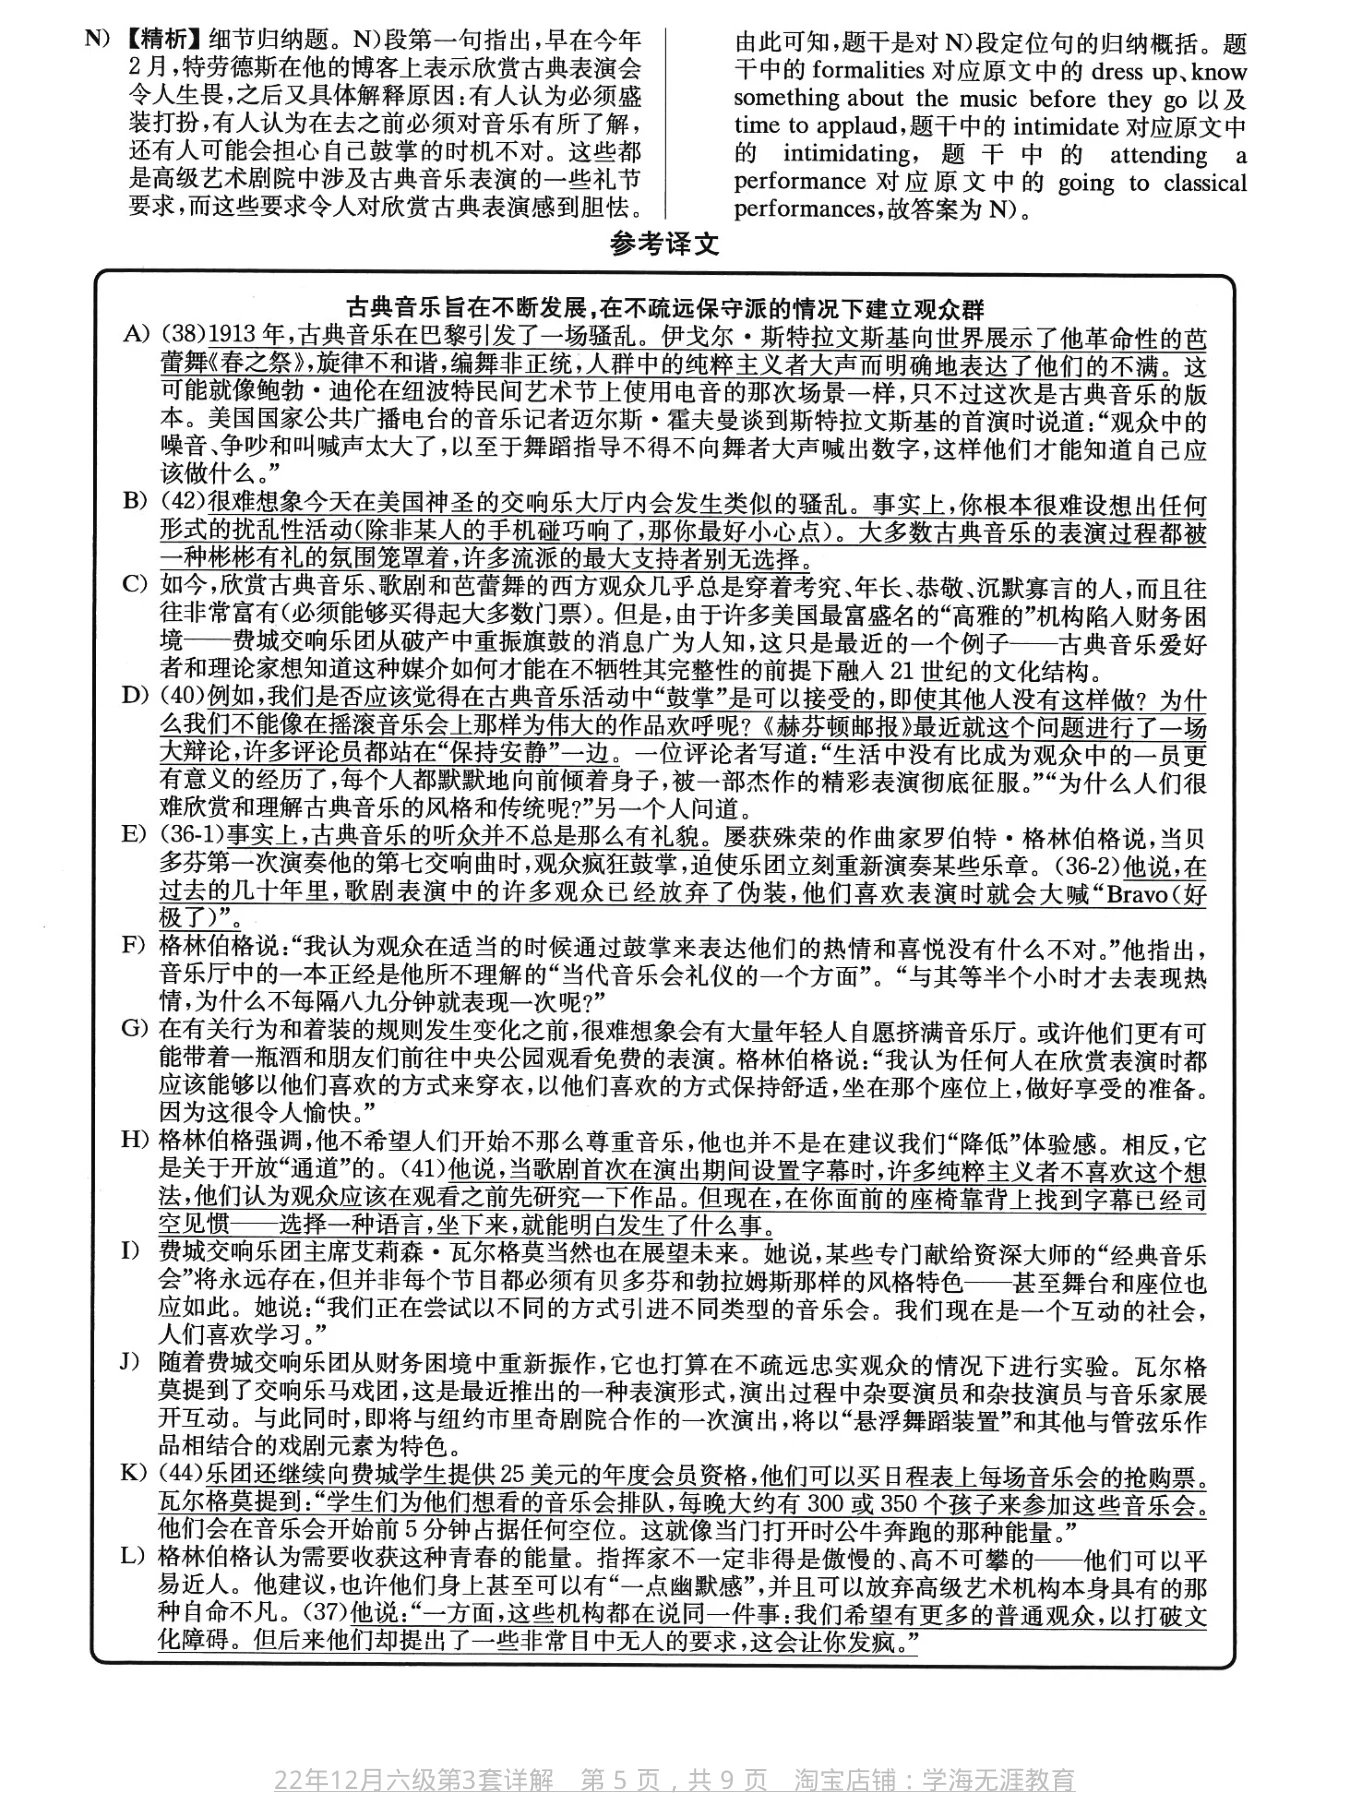 N)【精析】细节归纳题。N)段第一句指出,早在今年
2月,特劳德斯在他的博客上表示欣赏古典表演会
令人生畏,之后又具体解释原因:有人认为必须盛
装打扮,有人认为在去之前必须对音乐有所了解,
还有人可能会担心自己鼓掌的时机不对。这些都
是高级艺术剧院中涉及古典音乐表演的一些礼节
要求,而这些要求令人对欣赏古典表演感到胆怯。
由此可知,题干是对 N)段定位句的归纳概括。题
干中的 formalities 对应原文中的 dress up、know
something about the music before they go 以及
time to applaud,题干中的 intimidate 对应原文中
的 intimidating, 题干中的 attending a
performance 对应原文中的 going to classical
performances,故答案为 N)。
参考译文
古典音乐旨在不断发展,在不疏远保守派的情况下建立观众群
A) (38)1913 年,古典音乐在巴黎引发了一场骚乱。伊戈尔·斯特拉文斯基向世界展示了他革命性的芭
蕾舞《春之祭》,旋律不和谐,编舞非正统,人群中的纯粹主义者大声而明确地表达了他们的不满。这
可能就像鲍勃·迪伦在纽波特民间艺术节上使用电音的那次场景一样,只不过这次是古典音乐的版
本。美国国家公共广播电台的音乐记者迈尔斯·霍夫曼谈到斯特拉文斯基的首演时说道:“观众中的
噪音、争吵和叫喊声太大了,以至于舞蹈指导不得不向舞者大声喊出数字,这样他们才能知道自己应
该做什么。”
B) (42)很难想象今天在美国神圣的交响乐大厅内会发生类似的骚乱。事实上,你根本很难设想出任何
形式的扰乱性活动(除非某人的手机碰巧响了,那你最好小心点)。大多数古典音乐的表演过程都被
一种彬彬有礼的氛围笼罩着,许多流派的最大支持者别无选择。
C) 如今,欣赏古典音乐、歌剧和芭蕾舞的西方观众几乎总是穿着考究、年长、恭敬、沉默寡言的人,而且往
往非常富有(必须能够买得起大多数门票)。但是,由于许多美国最富盛名的“高雅的”机构陷入财务困
境——费城交响乐团从破产中重振旗鼓的消息广为人知,这只是最近的一个例子——古典音乐爱好
者和理论家想知道这种媒介如何才能在不牺牲其完整性的前提下融入 21 世纪的文化结构。
D) (40)例如,我们是否应该觉得在古典音乐活动中“鼓掌”是可以接受的,即使其他人没有这样做?为什
么我们不能像在摇滚音乐会上那样为伟大的作品欢呼呢?《赫芬顿邮报》最近就这个问题进行了一场
大辩论,许多评论员都站在“保持安静”一边。一位评论者写道:“生活中没有比成为观众中的一员更
有意义的经历了,每个人都默默地向前倾着身子,被一部杰作的精彩表演彻底征服。”“为什么人们很
难欣赏和理解古典音乐的风格和传统呢?”另一个人问道。
E) (36-1)事实上,古典音乐的听众并不总是那么有礼貌。屡获殊荣的作曲家罗伯特·格林伯格说,当贝
多芬第一次演奏他的第七交响曲时,观众疯狂鼓掌,迫使乐团立刻重新演奏某些乐章。(36-2)他说,在
过去的几十年里,歌剧表演中的许多观众已经放弃了伪装,他们喜欢表演时就会大喊“Bravo(好
极了)”。
F) 格林伯格说:“我认为观众在适当的时候通过鼓掌来表达他们的热情和喜悦没有什么不对。”他指出,
音乐厅中的一本正经是他所不理解的“当代音乐会礼仪的一个方面”。“与其等半个小时才去表现热
情,为什么不每隔八九分钟就表现一次呢?”
G) 在有关行为和着装的规则发生变化之前,很难想象会有大量年轻人自愿挤满音乐厅。或许他们更有可
能带着一瓶酒和朋友们前往中央公园观看免费的表演。格林伯格说:“我认为任何人在欣赏表演时都
应该能够以他们喜欢的方式来穿衣,以他们喜欢的方式保持舒适,坐在那个座位上,做好享受的准备。
因为这很令人愉快。”
H) 格林伯格强调,他不希望人们开始不那么尊重音乐,他也并不是在建议我们“降低”体验感。相反,它
是关于开放“通道”的。(41)他说,当歌剧首次在演出期间设置字幕时,许多纯粹主义者不喜欢这个想
法,他们认为观众应该在观看之前先研究一下作品。但现在,在你面前的座椅靠背上找到字幕已经司
空见惯——选择一种语言,坐下来,就能明白发生了什么事。
I) 费城交响乐团主席艾莉森·瓦尔格莫当然也在展望未来。她说,某些专门献给资深大师的“经典音乐
会”将永远存在,但并非每个节目都必须有贝多芬和勃拉姆斯那样的风格特色——甚至舞台和座位也
应如此。她说:“我们正在尝试以不同的方式引进不同类型的音乐会。我们现在是一个互动的社会,
人们喜欢学习。”
J) 随着费城交响乐团从财务困境中重新振作,它也打算在不疏远忠实观众的情况下进行实验。瓦尔格
莫提到了交响乐马戏团,这是最近推出的一种表演形式,演出过程中杂耍演员和杂技演员与音乐家展
开互动。与此同时,即将与纽约市里奇剧院合作的一次演出,将以“悬浮舞蹈装置”和其他与管弦乐作
品相结合的戏剧元素为特色。
K) (44)乐团还继续向费城学生提供 25 美元的年度会员资格,他们可以买日程表上每场音乐会的抢购票。
瓦尔格莫提到:“学生们为他们想看的音乐会排队,每晚大约有 300 或 350 个孩子来参加这些音乐会。
他们会在音乐会开始前 5 分钟占据任何空位。这就像当门打开时公牛奔跑的那种能量。”
L) 格林伯格认为需要收获这种青春的能量。指挥家不一定非得是傲慢的、高不可攀的——他们可以平
易近人。他建议,也许他们身上甚至可以有“一点幽默感”,并且可以放弃高级艺术机构本身具有的那
种自命不凡。(37)他说:“一方面,这些机构都在说同一件事:我们希望有更多的普通观众,以打破文
化障碍。但后来他们却提出了一些非常目中无人的要求,这会让你发疯。”
22年12月六级第3套详解 第 5 页，共 9 页 淘宝店铺：学海无涯教育